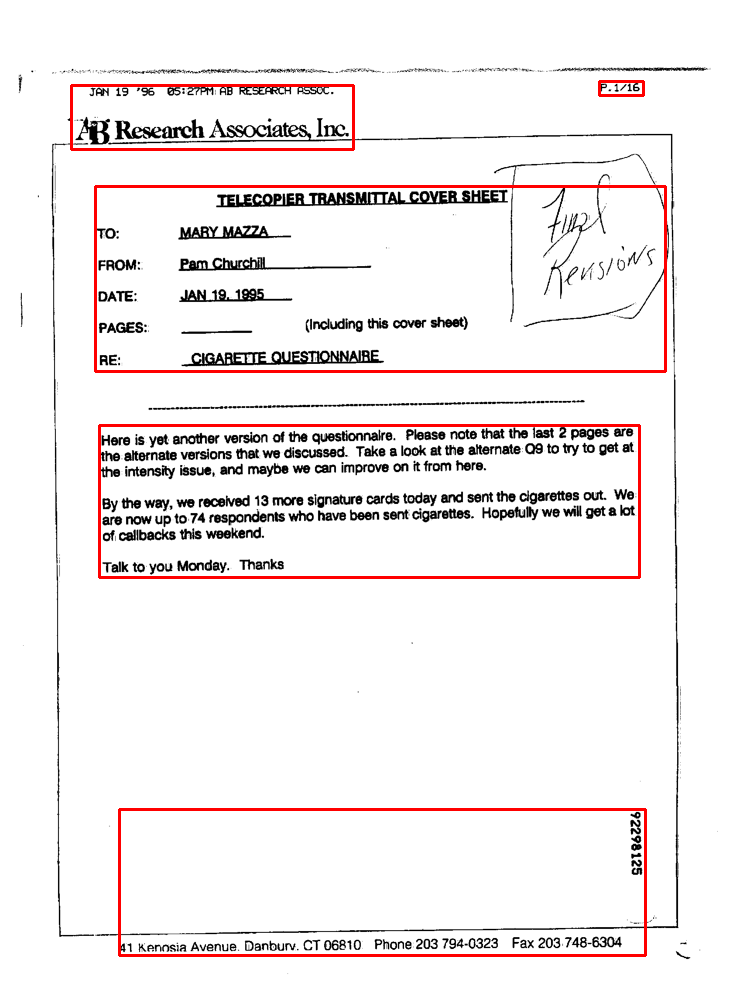 JAN 19 '96 05:27PM AB RESEARCH ASSOC. P.1/16
AB Research Associates, Inc.
TELECOPIER TRANSMITTAL COVER SHEET
Final
Revisions
TO: MARY MAZZA
FROM: Pam Churchill
DATE: JAN 19, 1995
PAGES: (Including this cover sheet)
RE: CIGARETTE QUESTIONNAIRE
Here is yet another version of the questionnaire. Please note that the last 2 pages are
the alternate versions that we discussed. Take a look at the alternate Q9 to try to get at
the intensity issue, and maybe we can improve on it from here.
By the way, we received 13 more signature cards today and sent the cigarettes out. We
are now up to 74 respondents who have been sent cigarettes. Hopefully we will get a lot
of callbacks this weekend.
Talk to you Monday. Thanks
92298125
41 Kenosia Avenue, Danbury, CT 06810 Phone 203 794-0323 Fax 203 748-6304